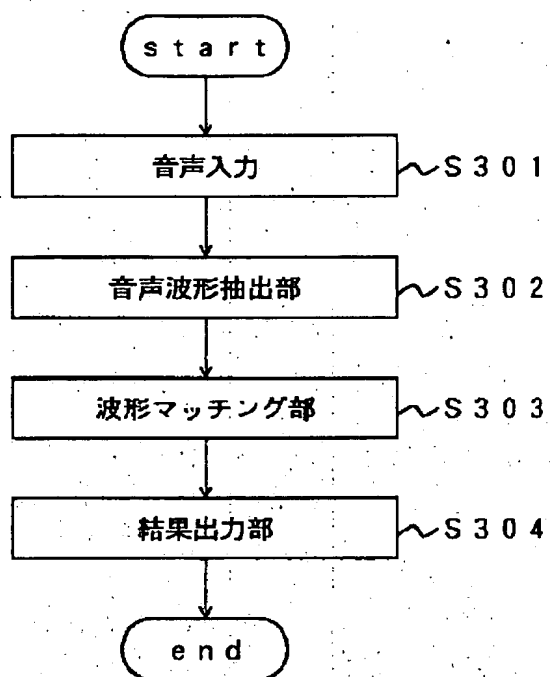 start
音声入力
S301
音声波形抽出部
S302
波形マッチング部
S303
結果出力部
S304
end